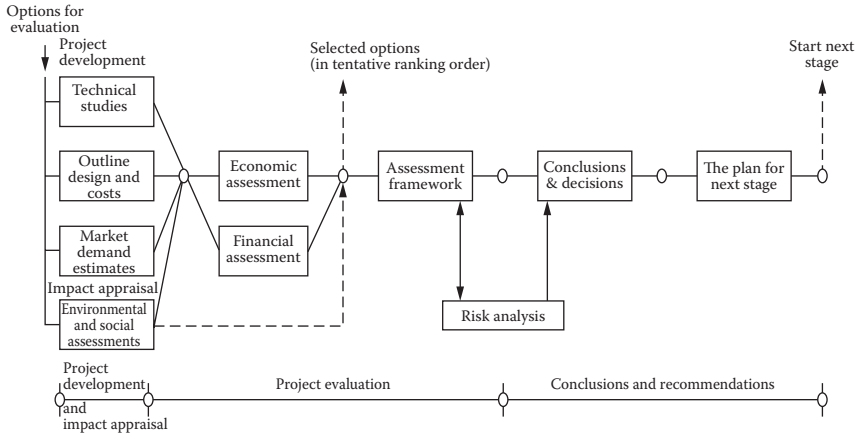 Options for
evaluation
Project
development
Technical
studies
Outline
design and
costs
Market
demand
estimates
Impact appraisal
Environmental
and social
assessments
Economic
assessment
Financial
assessment
Selected options
(in tentative ranking order)
Assessment
framework
Risk analysis
Conclusions
& decisions
The plan for
next stage
Start next
stage
Project
development
and
impact appraisal
Project evaluation
Conclusions and recommendations